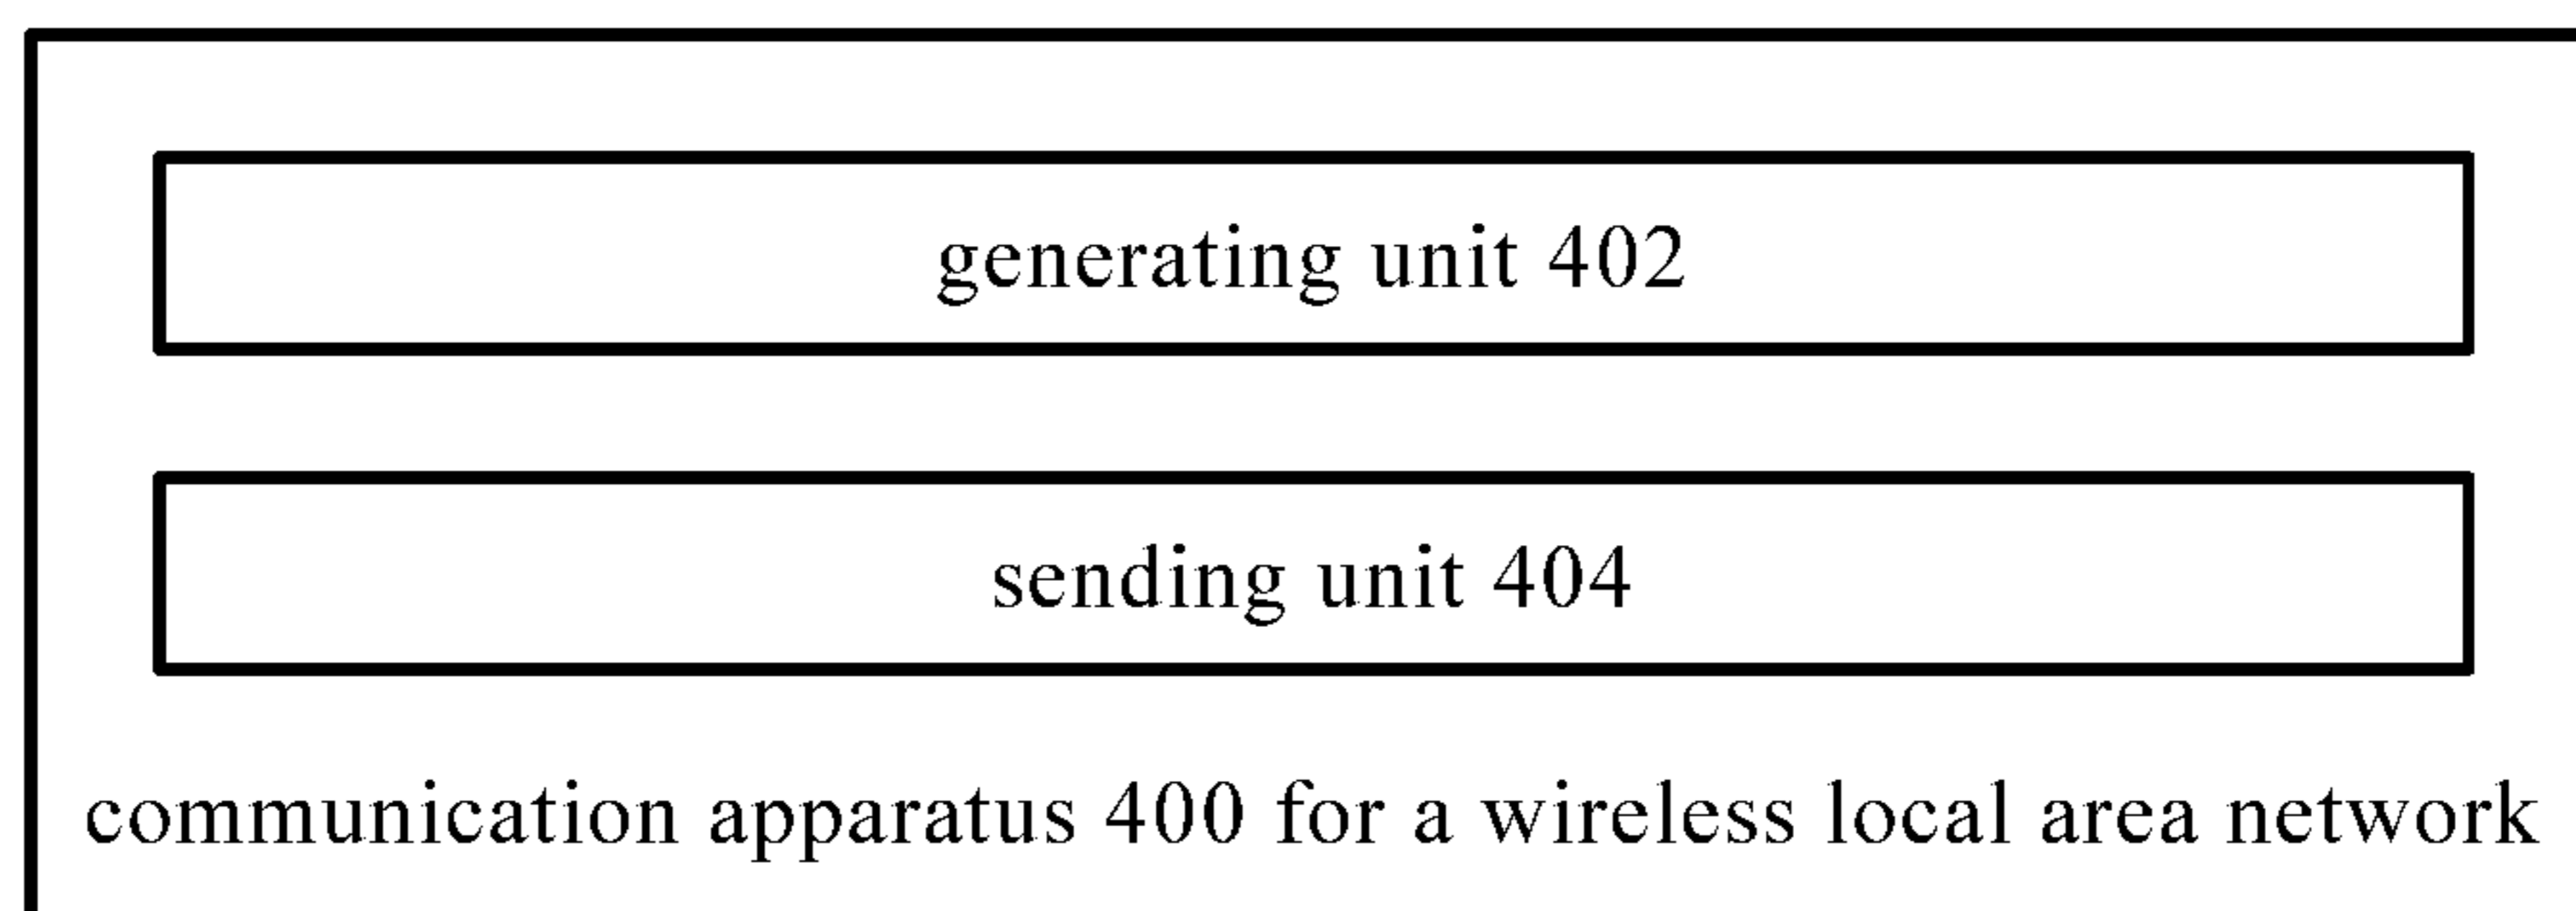 generating unit 402
sending unit 404
communication apparatus 400 for a wireless local area network